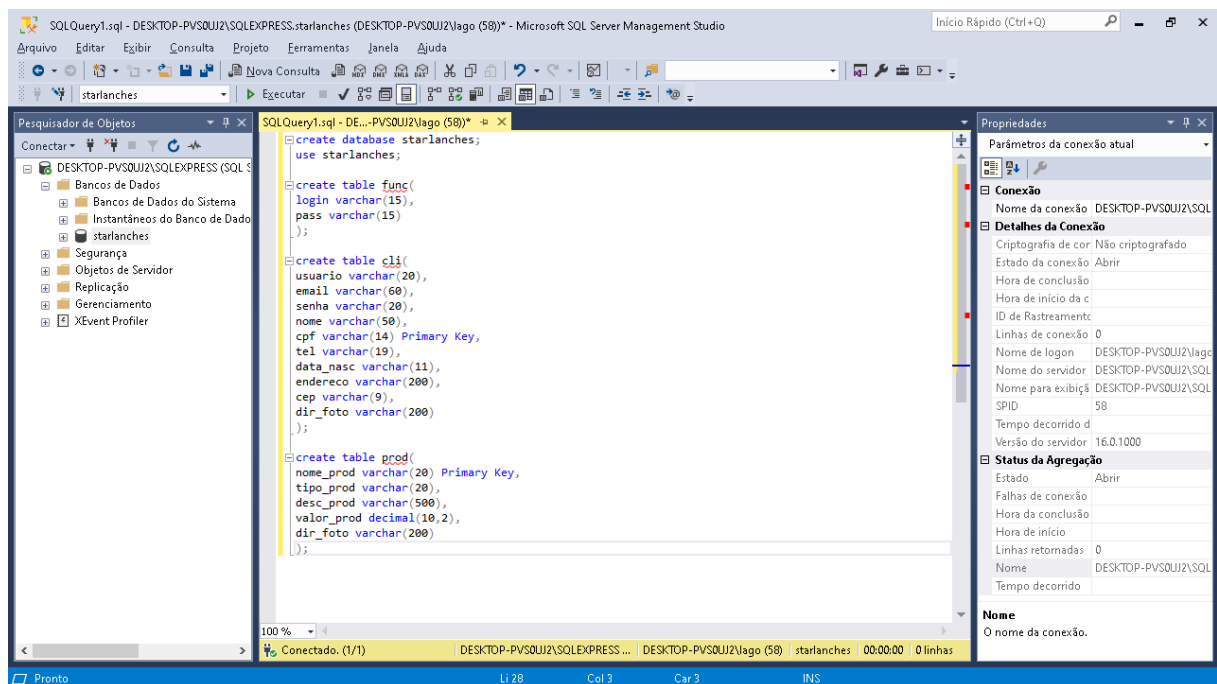 SQLQuery1.sql - DESKTOP-PVS0UJ2\SQLEXPRESS.starlanches (DESKTOP-PVS0UJ2\Iago (58))* - Microsoft SQL Server Management Studio
Início Rápido (Ctrl+Q)
Arquivo Editar Exibir Consulta Projeto Ferramentas Janela Ajuda
Nova Consulta
starlanches Executar
Pesquisador de Objetos
Conectar
DESKTOP-PVS0UJ2\SQLEXPRESS (SQL S
Bancos de Dados
Bancos de Dados do Sistema
Instantâneos do Banco de Dado
starlanches
Segurança
Objetos de Servidor
Replicação
Gerenciamento
XEvent Profiler
SQLQuery1.sql - DE...-PVS0UJ2\Iago (58))*
create database starlanches;
use starlanches;
create table func(
login varchar(15),
pass varchar(15)
);
create table cli(
usuario varchar(20),
email varchar(60),
senha varchar(20),
nome varchar(50),
cpf varchar(14) Primary Key,
tel varchar(19),
data_nasc varchar(11),
endereco varchar(200),
cep varchar(9),
dir_foto varchar(200)
);
create table prod(
nome_prod varchar(20) Primary Key,
tipo_prod varchar(20),
desc_prod varchar(500),
valor_prod decimal(10,2),
dir_foto varchar(200)
);
100 %
Conectado. (1/1) DESKTOP-PVS0UJ2\SQLEXPRESS ... DESKTOP-PVS0UJ2\Iago (58) starlanches 00:00:00 0 linhas
Propriedades
Parâmetros da conexão atual
Conexão
Nome da conexão DESKTOP-PVS0UJ2\SQL
Detalhes da Conexão
Criptografia de cor Não criptografado
Estado da conexão Abrir
Hora de conclusão
Hora de início da c
ID de Rastreamento
Linhas de conexão 0
Nome de logon DESKTOP-PVS0UJ2\Iago
Nome do servidor DESKTOP-PVS0UJ2\SQL
Nome para exibiçã DESKTOP-PVS0UJ2\SQL
SPID 58
Tempo decorrido d
Versão do servidor 16.0.1000
Status da Agregação
Estado Abrir
Falhas de conexão
Hora da conclusão
Hora de início
Linhas retornadas 0
Nome DESKTOP-PVS0UJ2\SQL
Tempo decorrido
Nome
O nome da conexão.
Pronto Li 28 Col 3 Car 3 INS